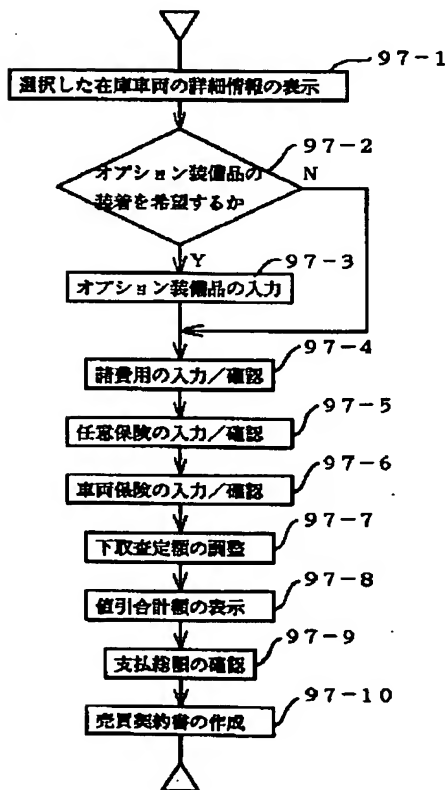 97-1
選択した在庫車両の詳細情報の表示
97-2
オプション装備品の
装着を希望するか
N
Y
97-3
オプション装備品の入力
97-4
諸費用の入力/確認
97-5
任意保険の入力/確認
97-6
車両保険の入力/確認
97-7
下取査定額の調整
97-8
値引合計額の表示
97-9
支払総額の確認
97-10
売買契約書の作成